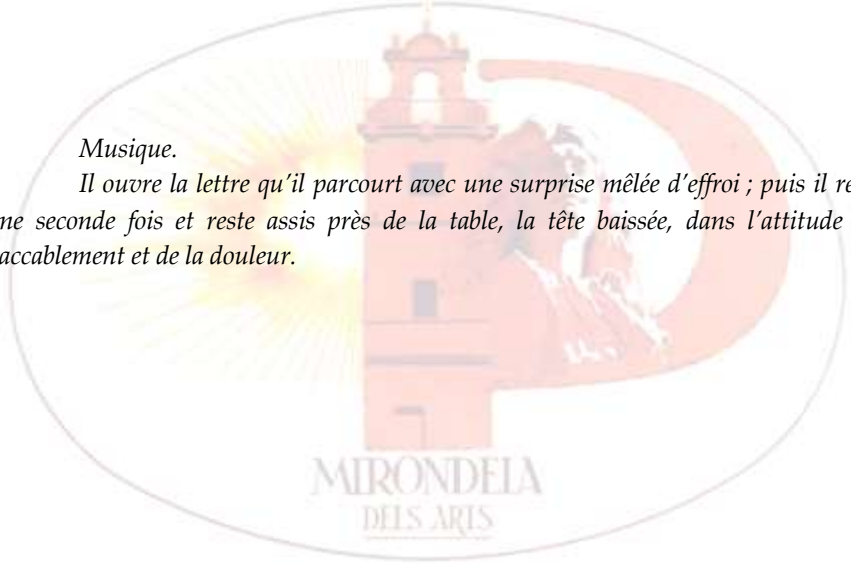 Musique.
Il ouvre la lettre qu'il parcourt avec une surprise mêlée d'effroi ; puis il
seconde fois et reste assis près de la table, la tête baissée, dans l'attitude
accablement et de la douleur.
MIRONDELA
DELS ARTS